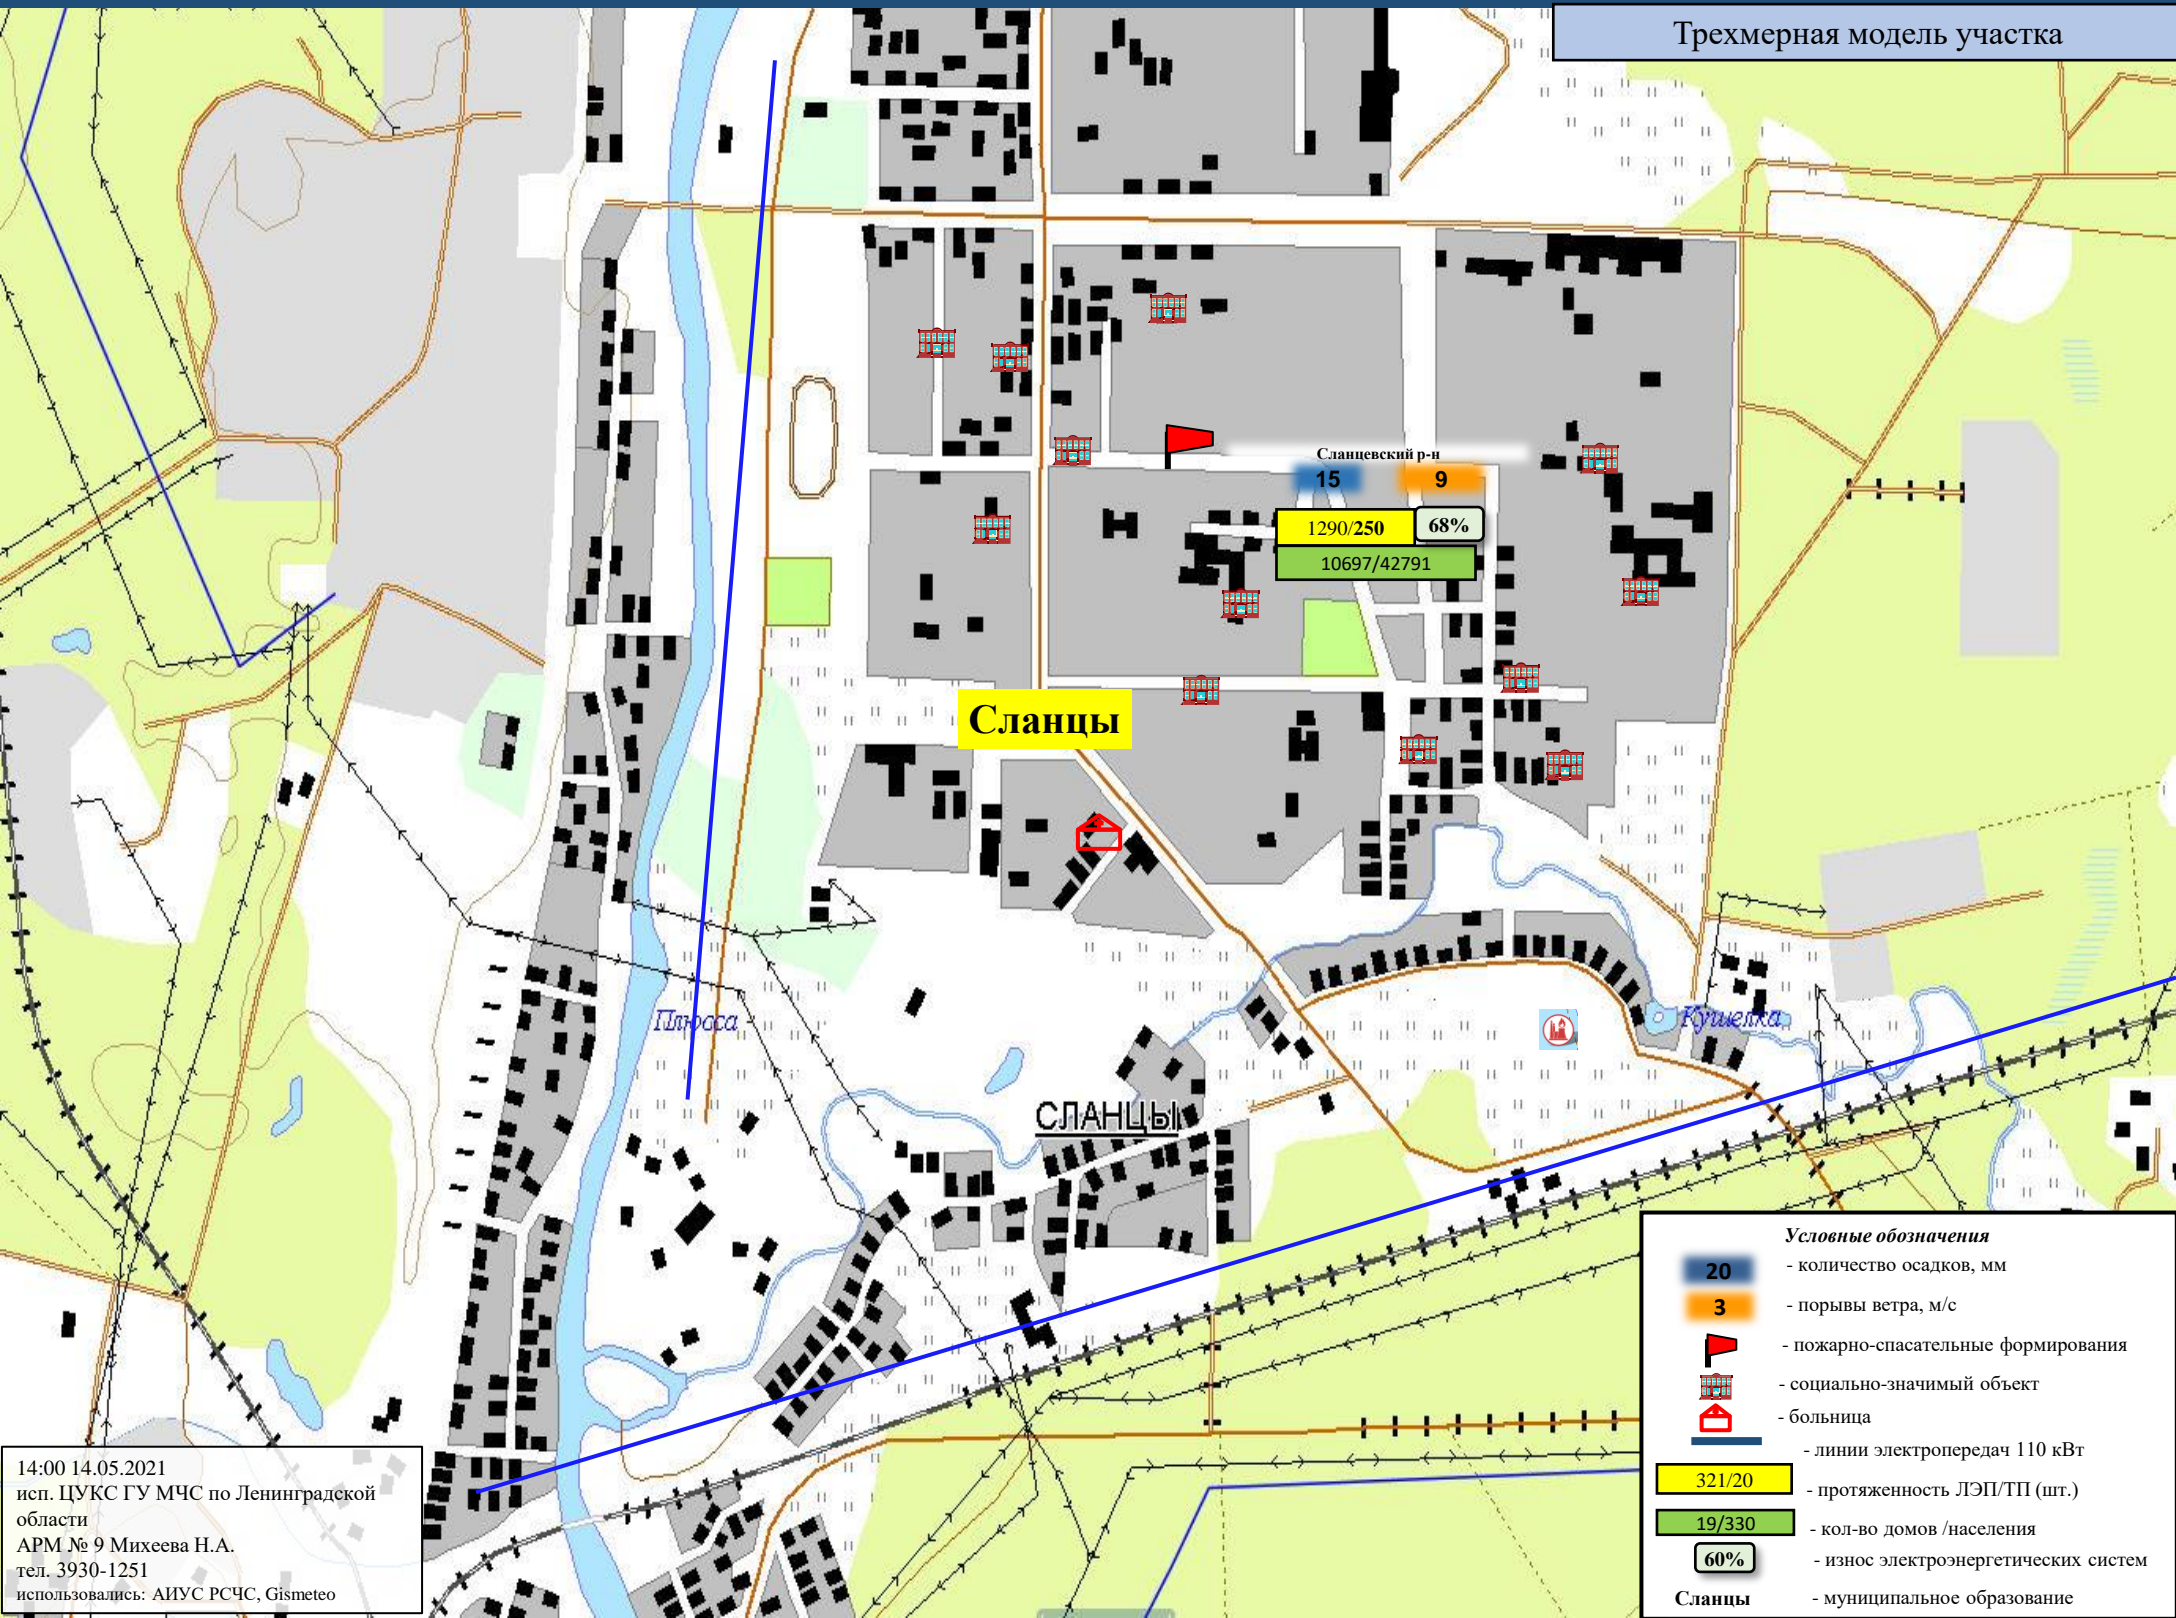 Трехмерная модель участка
Сланцевский р-н
15
9
1290/250
68%
10697/42791
Сланцы
Плюсса
Кушелка
СЛАНЦЫ
Условные обозначения
20
- количество осадков, мм
3
- порывы ветра, м/с
- пожарно-спасательные формирования
- социально-значимый объект
- больница
- линии электропередач 110 кВт
321/20
- протяженность ЛЭП/ТП (шт.)
19/330
- кол-во домов /населения
60%
- износ электроэнергетических систем
Сланцы
- муниципальное образование
14:00 14.05.2021
исп. ЦУКС ГУ МЧС по Ленинградской
области
АРМ № 9 Михеева Н.А.
тел. 3930-1251
использовались: АИУС РСЧС, Gismeteo